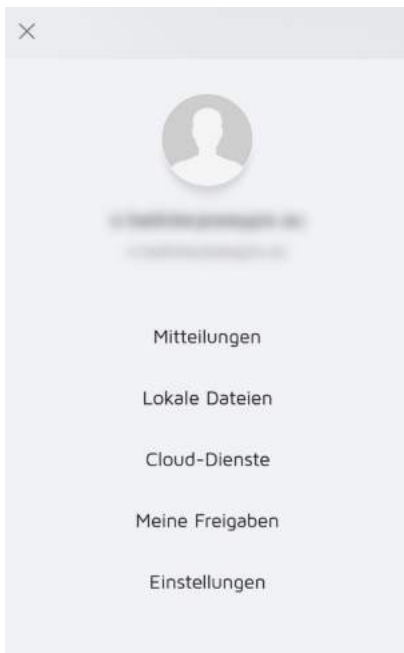 Mitteilungen
Lokale Dateien
Cloud-Dienste
Meine Freigaben
Einstellungen